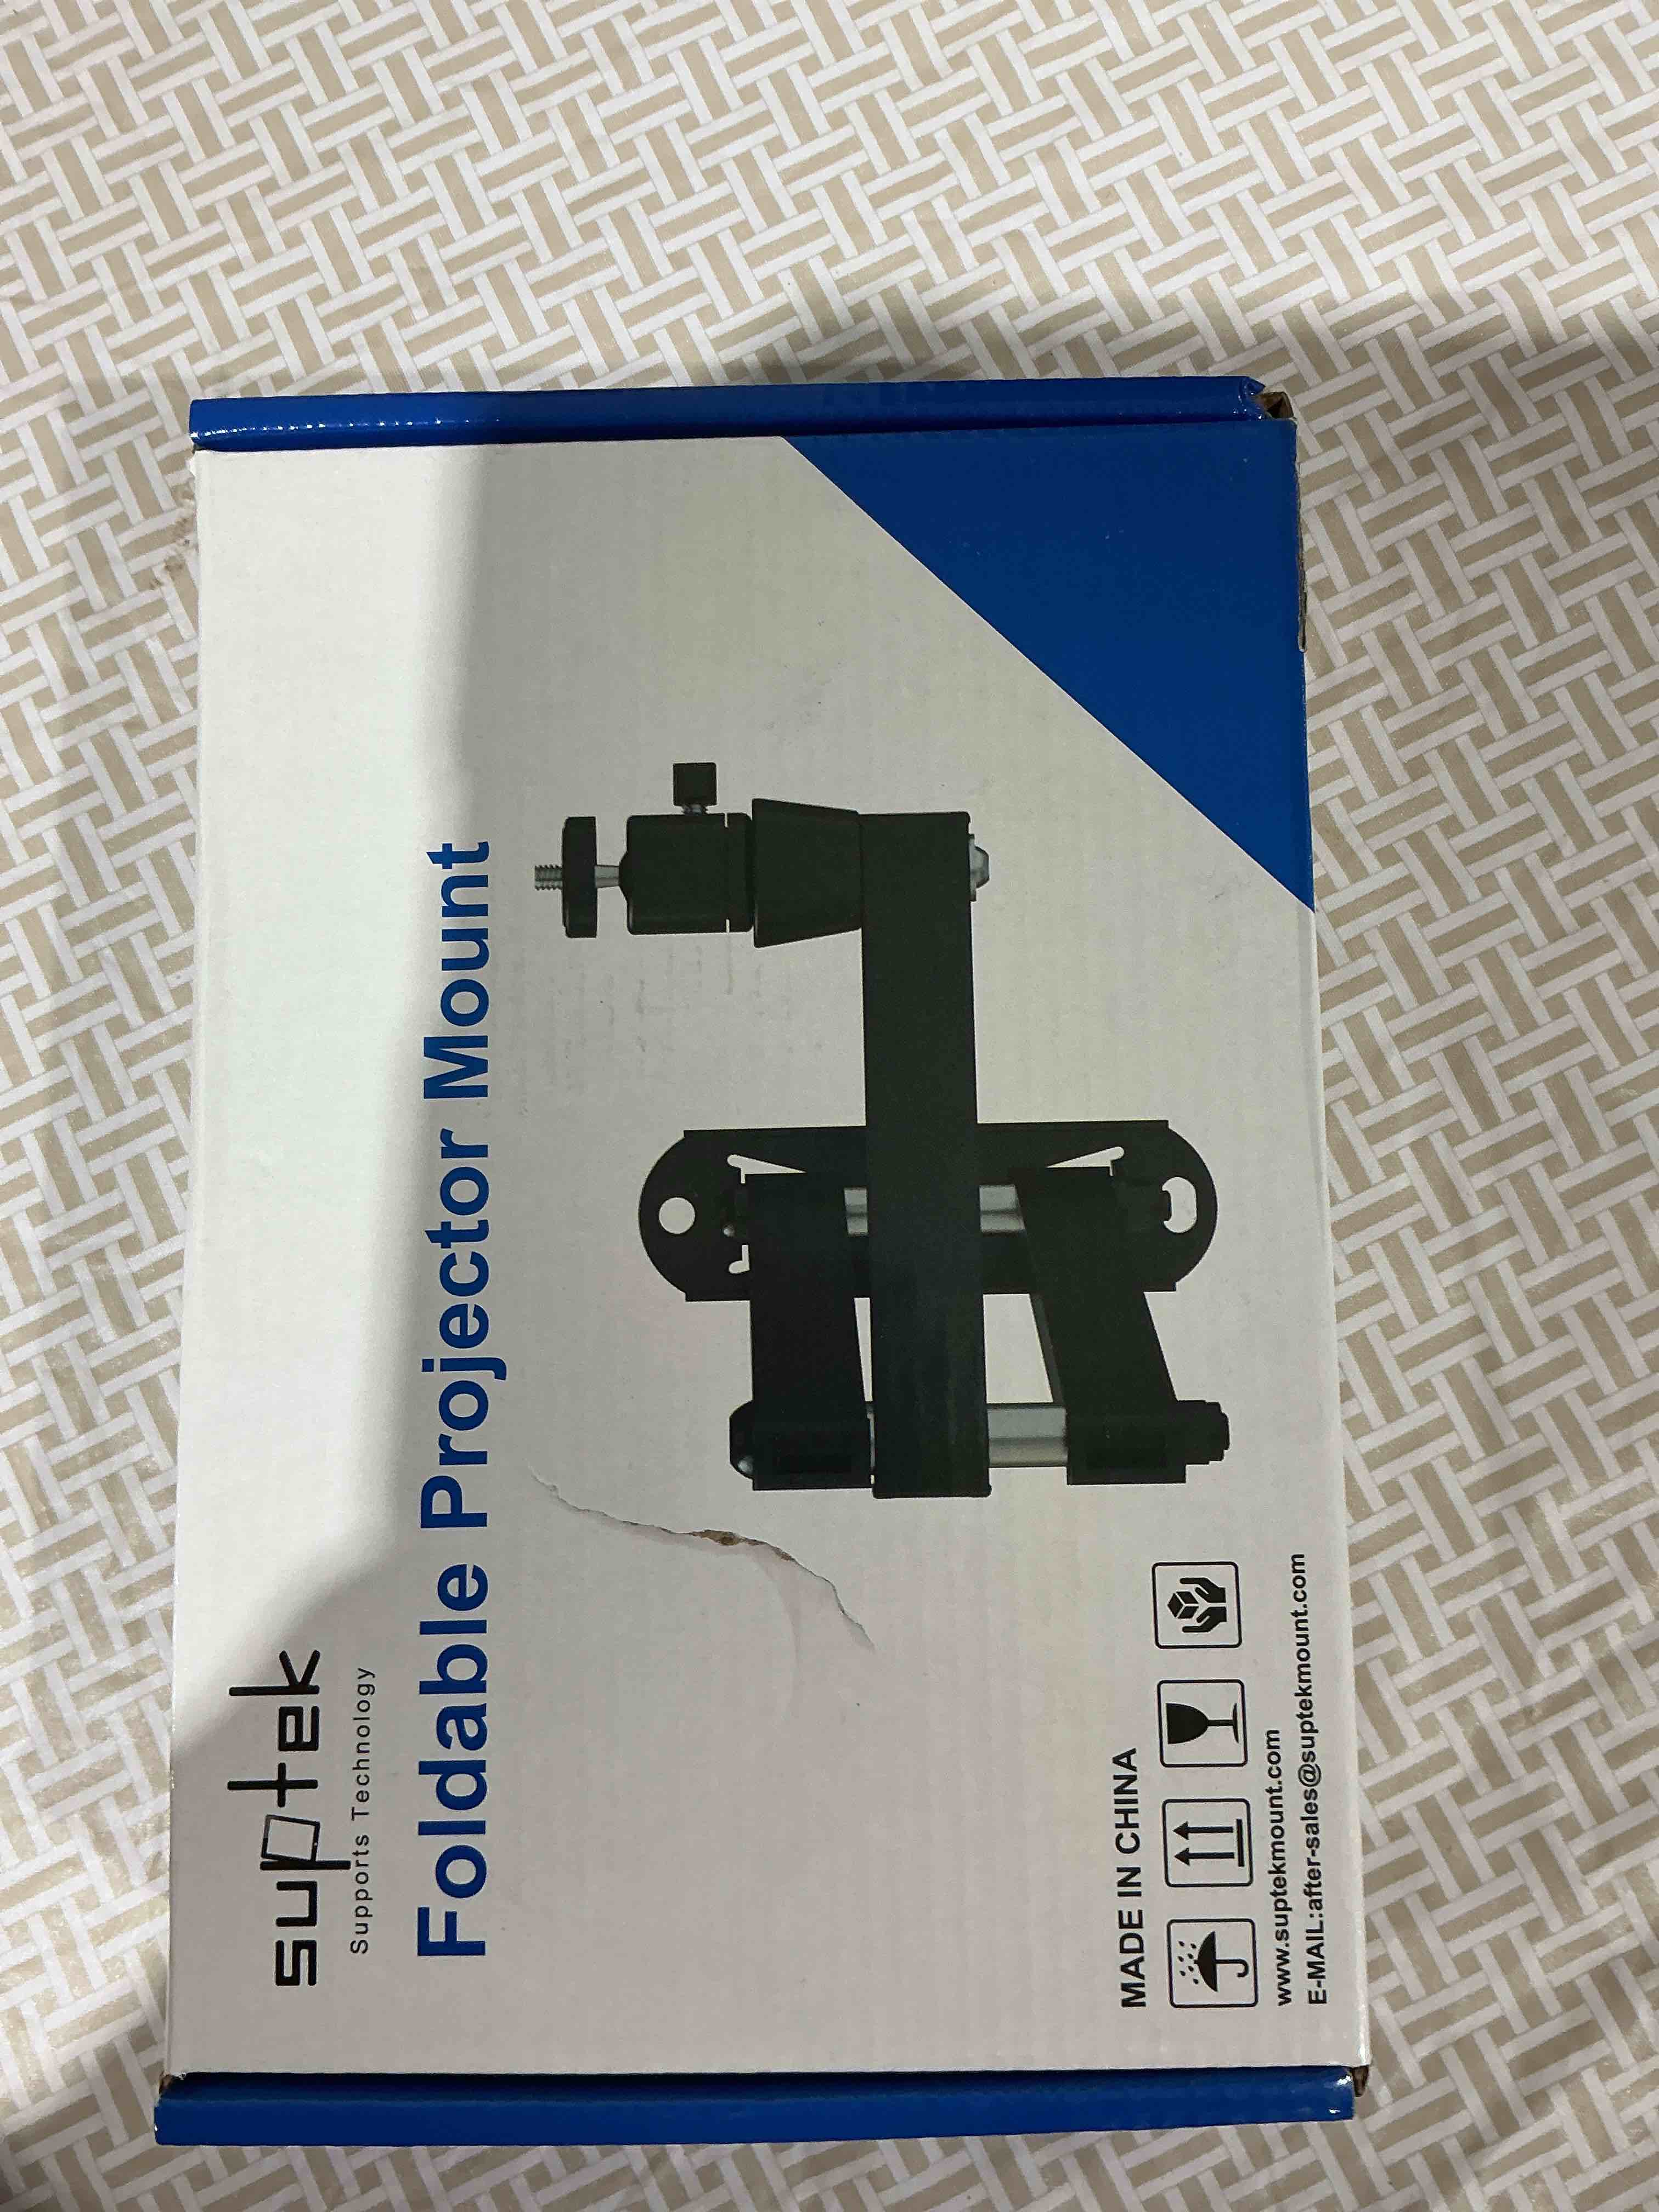 suptek
Supports Technology
Foldable Projector Mount
MADE IN CHINA
www.suptekmount.com
E-MAIL:after-sales@suptekmount.com